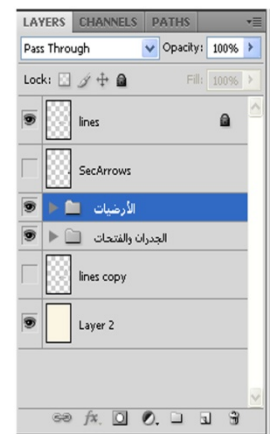 LAYERS CHANNELS PATHS
Pass Through Opacity: 100%
Lock: Fill: 100%
lines
SecArrows
الأرضيات
الجدران والفتحات
lines copy
Layer 2
fx